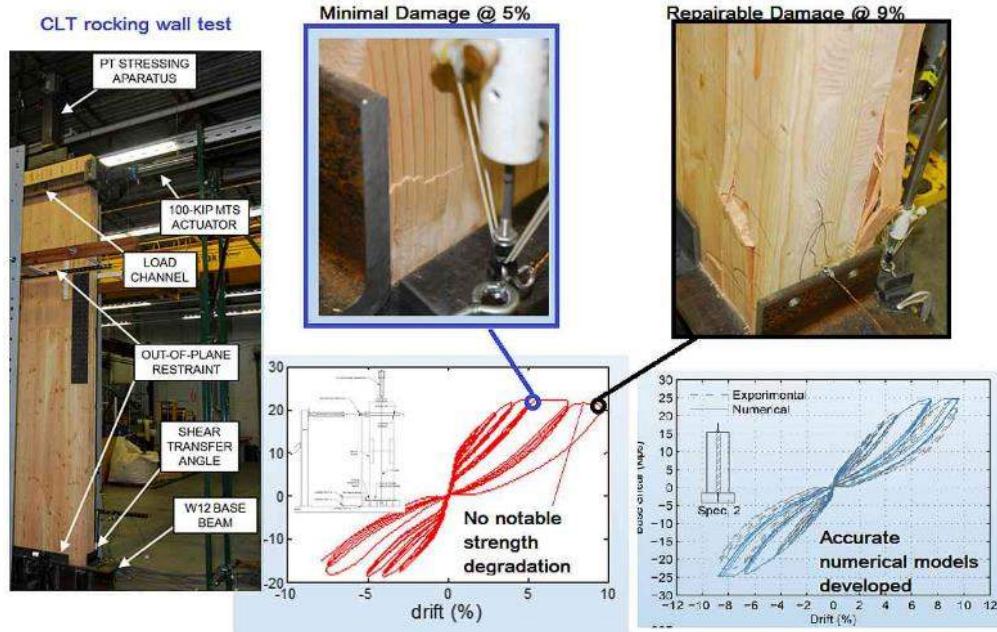 CLT rocking wall test
PT STRESSING
APARATUS
100-KIP MTS
ACTUATOR
LOAD
CHANNEL
OUT-OF-PLANE
RESTRAINT
SHEAR
TRANSFER
ANGLE
W12 BASE
BEAM
Minimal Damage @ 5%
Repairable Damage @ 9%
30
20
10
0
-10
-20
-10
-5
0
5
10
drift (%)
No notable
strength
degradation
25
20
15
10
5
0
-5
-10
-15
-20
-25
-30
-12
-10
-8
-6
-4
-2
0
2
4
6
8
10
12
Drift (%)
Base Shear (kips)
Experimental
Numerical
Spec. 2
Accurate
numerical models
developed